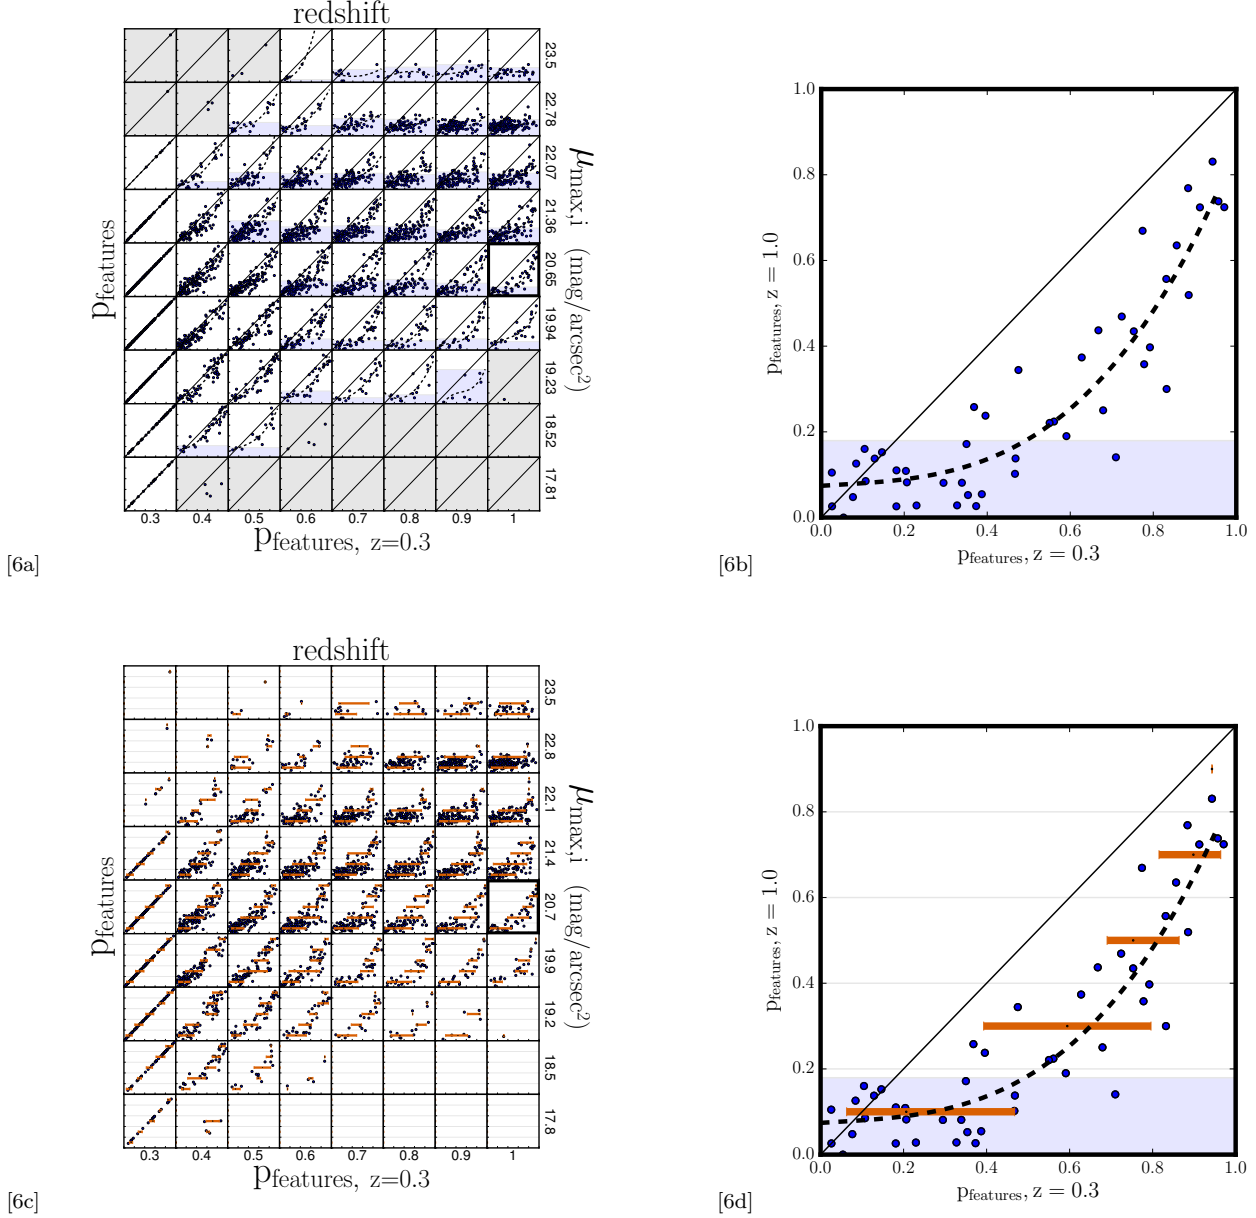 redshift
23.5
22.78
22.07
21.36
20.65
19.94
19.23
18.52
17.81
μmax,i (mag/arcsec²)
pfeatures
0.3 0.4 0.5 0.6 0.7 0.8 0.9 1
pfeatures, z=0.3
[6a]
1.0
0.8
0.6
0.4
0.2
0.0
pfeatures, z = 1.0
0.0 0.2 0.4 0.6 0.8 1.0
pfeatures, z = 0.3
[6b]
redshift
23.5
22.8
22.1
21.4
20.7
19.9
19.2
18.5
17.8
μmax,i (mag/arcsec²)
pfeatures
0.3 0.4 0.5 0.6 0.7 0.8 0.9 1
pfeatures, z=0.3
[6c]
1.0
0.8
0.6
0.4
0.2
0.0
pfeatures, z = 1.0
0.0 0.2 0.4 0.6 0.8 1.0
pfeatures, z = 0.3
[6d]